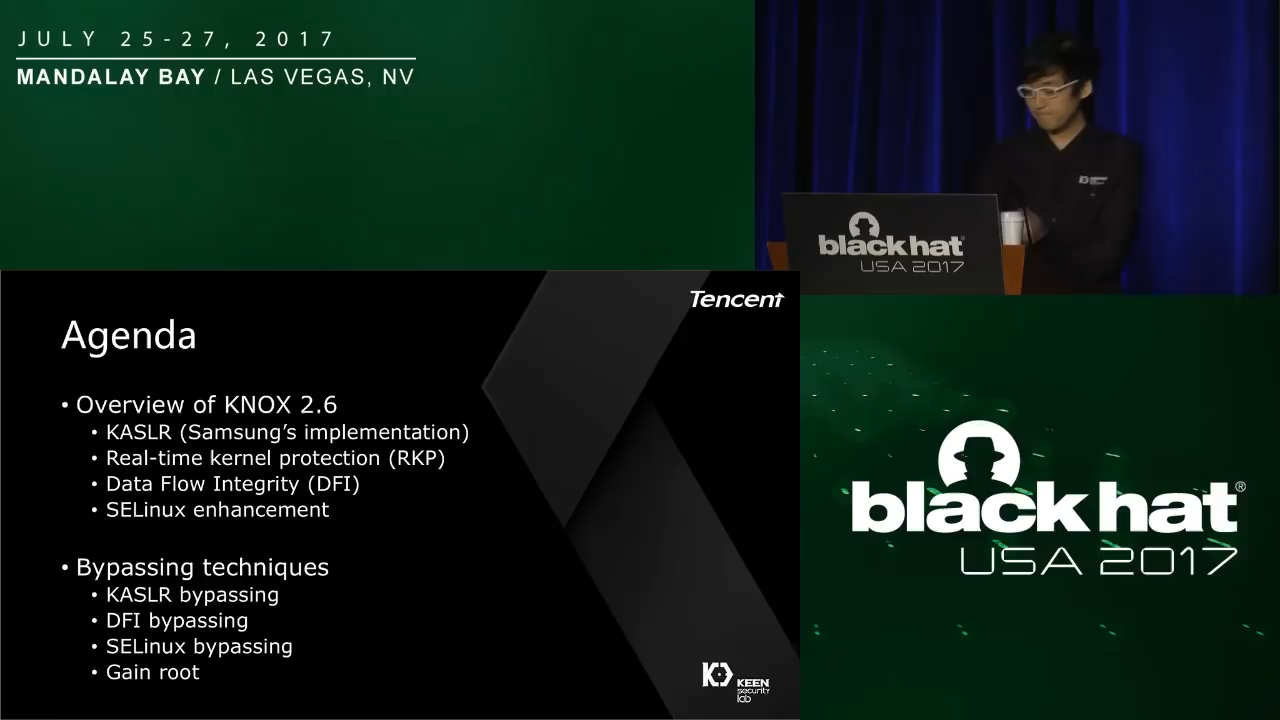 JULY 25-27, 2017
MANDALAY BAY / LAS VEGAS, NV
black hat®
USA 2017
Tencent
Agenda
• Overview of KNOX 2.6
• KASLR (Samsung’s implementation)
• Real-time kernel protection (RKP)
• Data Flow Integrity (DFI)
• SELinux enhancement
• Bypassing techniques
• KASLR bypassing
• DFI bypassing
• SELinux bypassing
• Gain root
KEEN
security
lab
black hat®
USA 2017